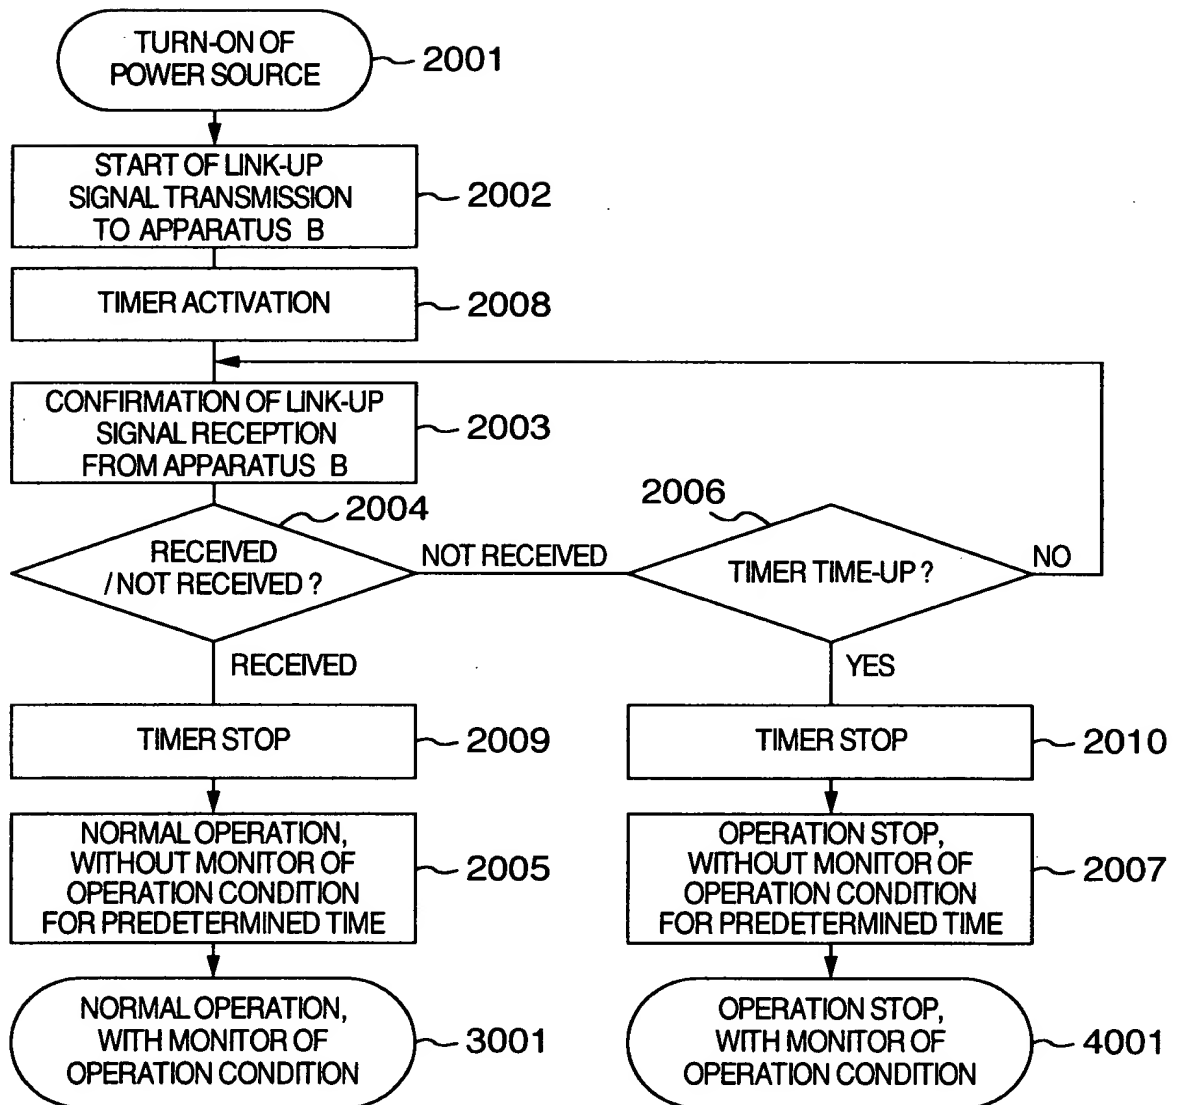 TURN-ON OF
POWER SOURCE
2001
START OF LINK-UP
SIGNAL TRANSMISSION
TO APPARATUS B
2002
TIMER ACTIVATION
2008
CONFIRMATION OF LINK-UP
SIGNAL RECEPTION
FROM APPARATUS B
2003
2004
RECEIVED
/NOT RECEIVED ?
NOT RECEIVED
2006
TIMER TIME-UP ?
NO
RECEIVED
YES
TIMER STOP
2009
TIMER STOP
2010
NORMAL OPERATION,
WITHOUT MONITOR OF
OPERATION CONDITION
FOR PREDETERMINED TIME
2005
OPERATION STOP,
WITHOUT MONITOR OF
OPERATION CONDITION
FOR PREDETERMINED TIME
2007
NORMAL OPERATION,
WITH MONITOR OF
OPERATION CONDITION
3001
OPERATION STOP,
WITH MONITOR OF
OPERATION CONDITION
4001